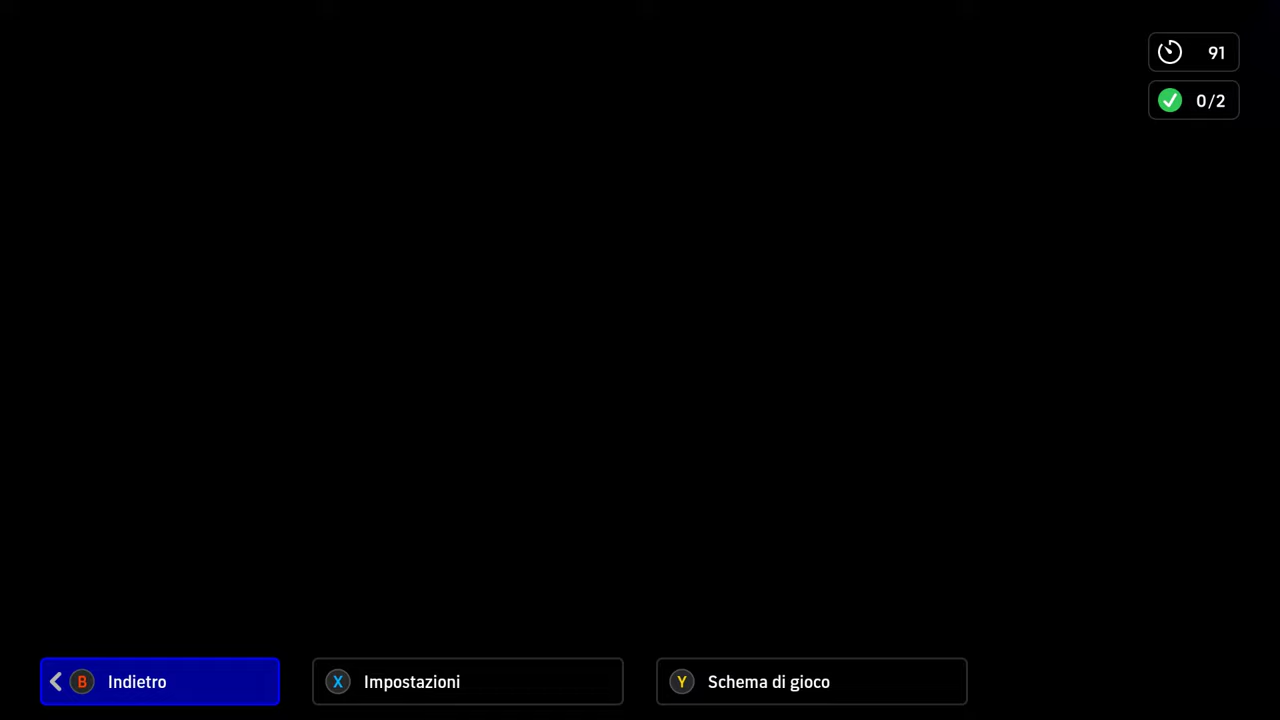 91
0/2
B Indietro
X Impostazioni
Y Schema di gioco